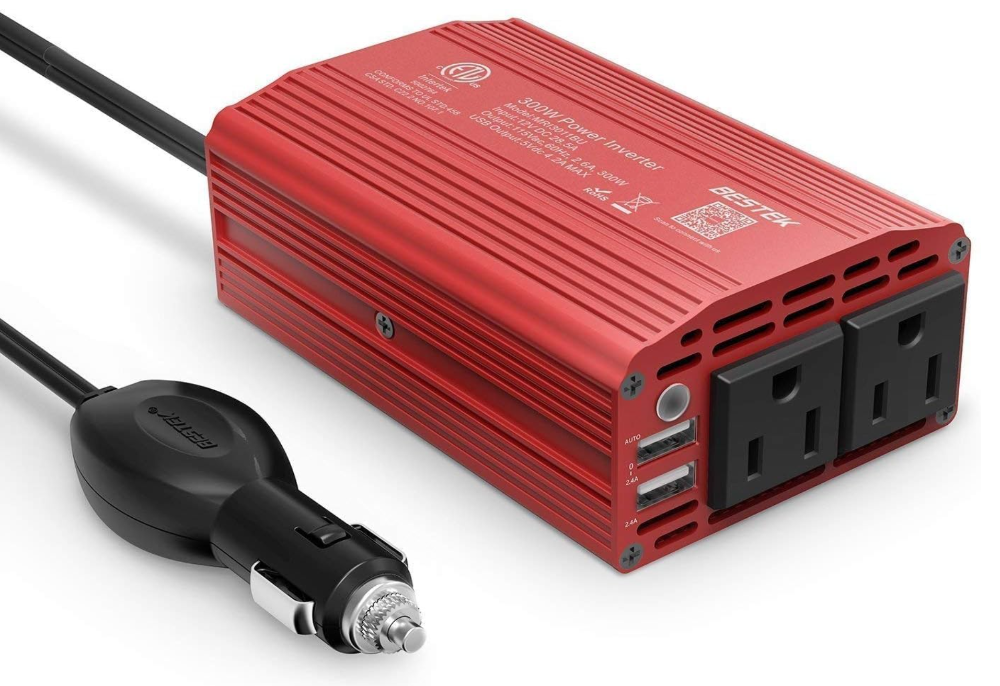 C ETL US
Intertek
5002764
CONFORMS TO UL STD.458
CSA STD. C22.2 NO.107.1
300W Power Inverter
Model:MRI3011BU
Input:12V DC 28.5A
Output:115Vac, 60Hz, 2.6A, 300W
USB Output:5Vdc 4.2A MAX
RoHS
BESTEK
Scan to connect with us
AUTO
0
I
2.4A
2.4A
BESTEK